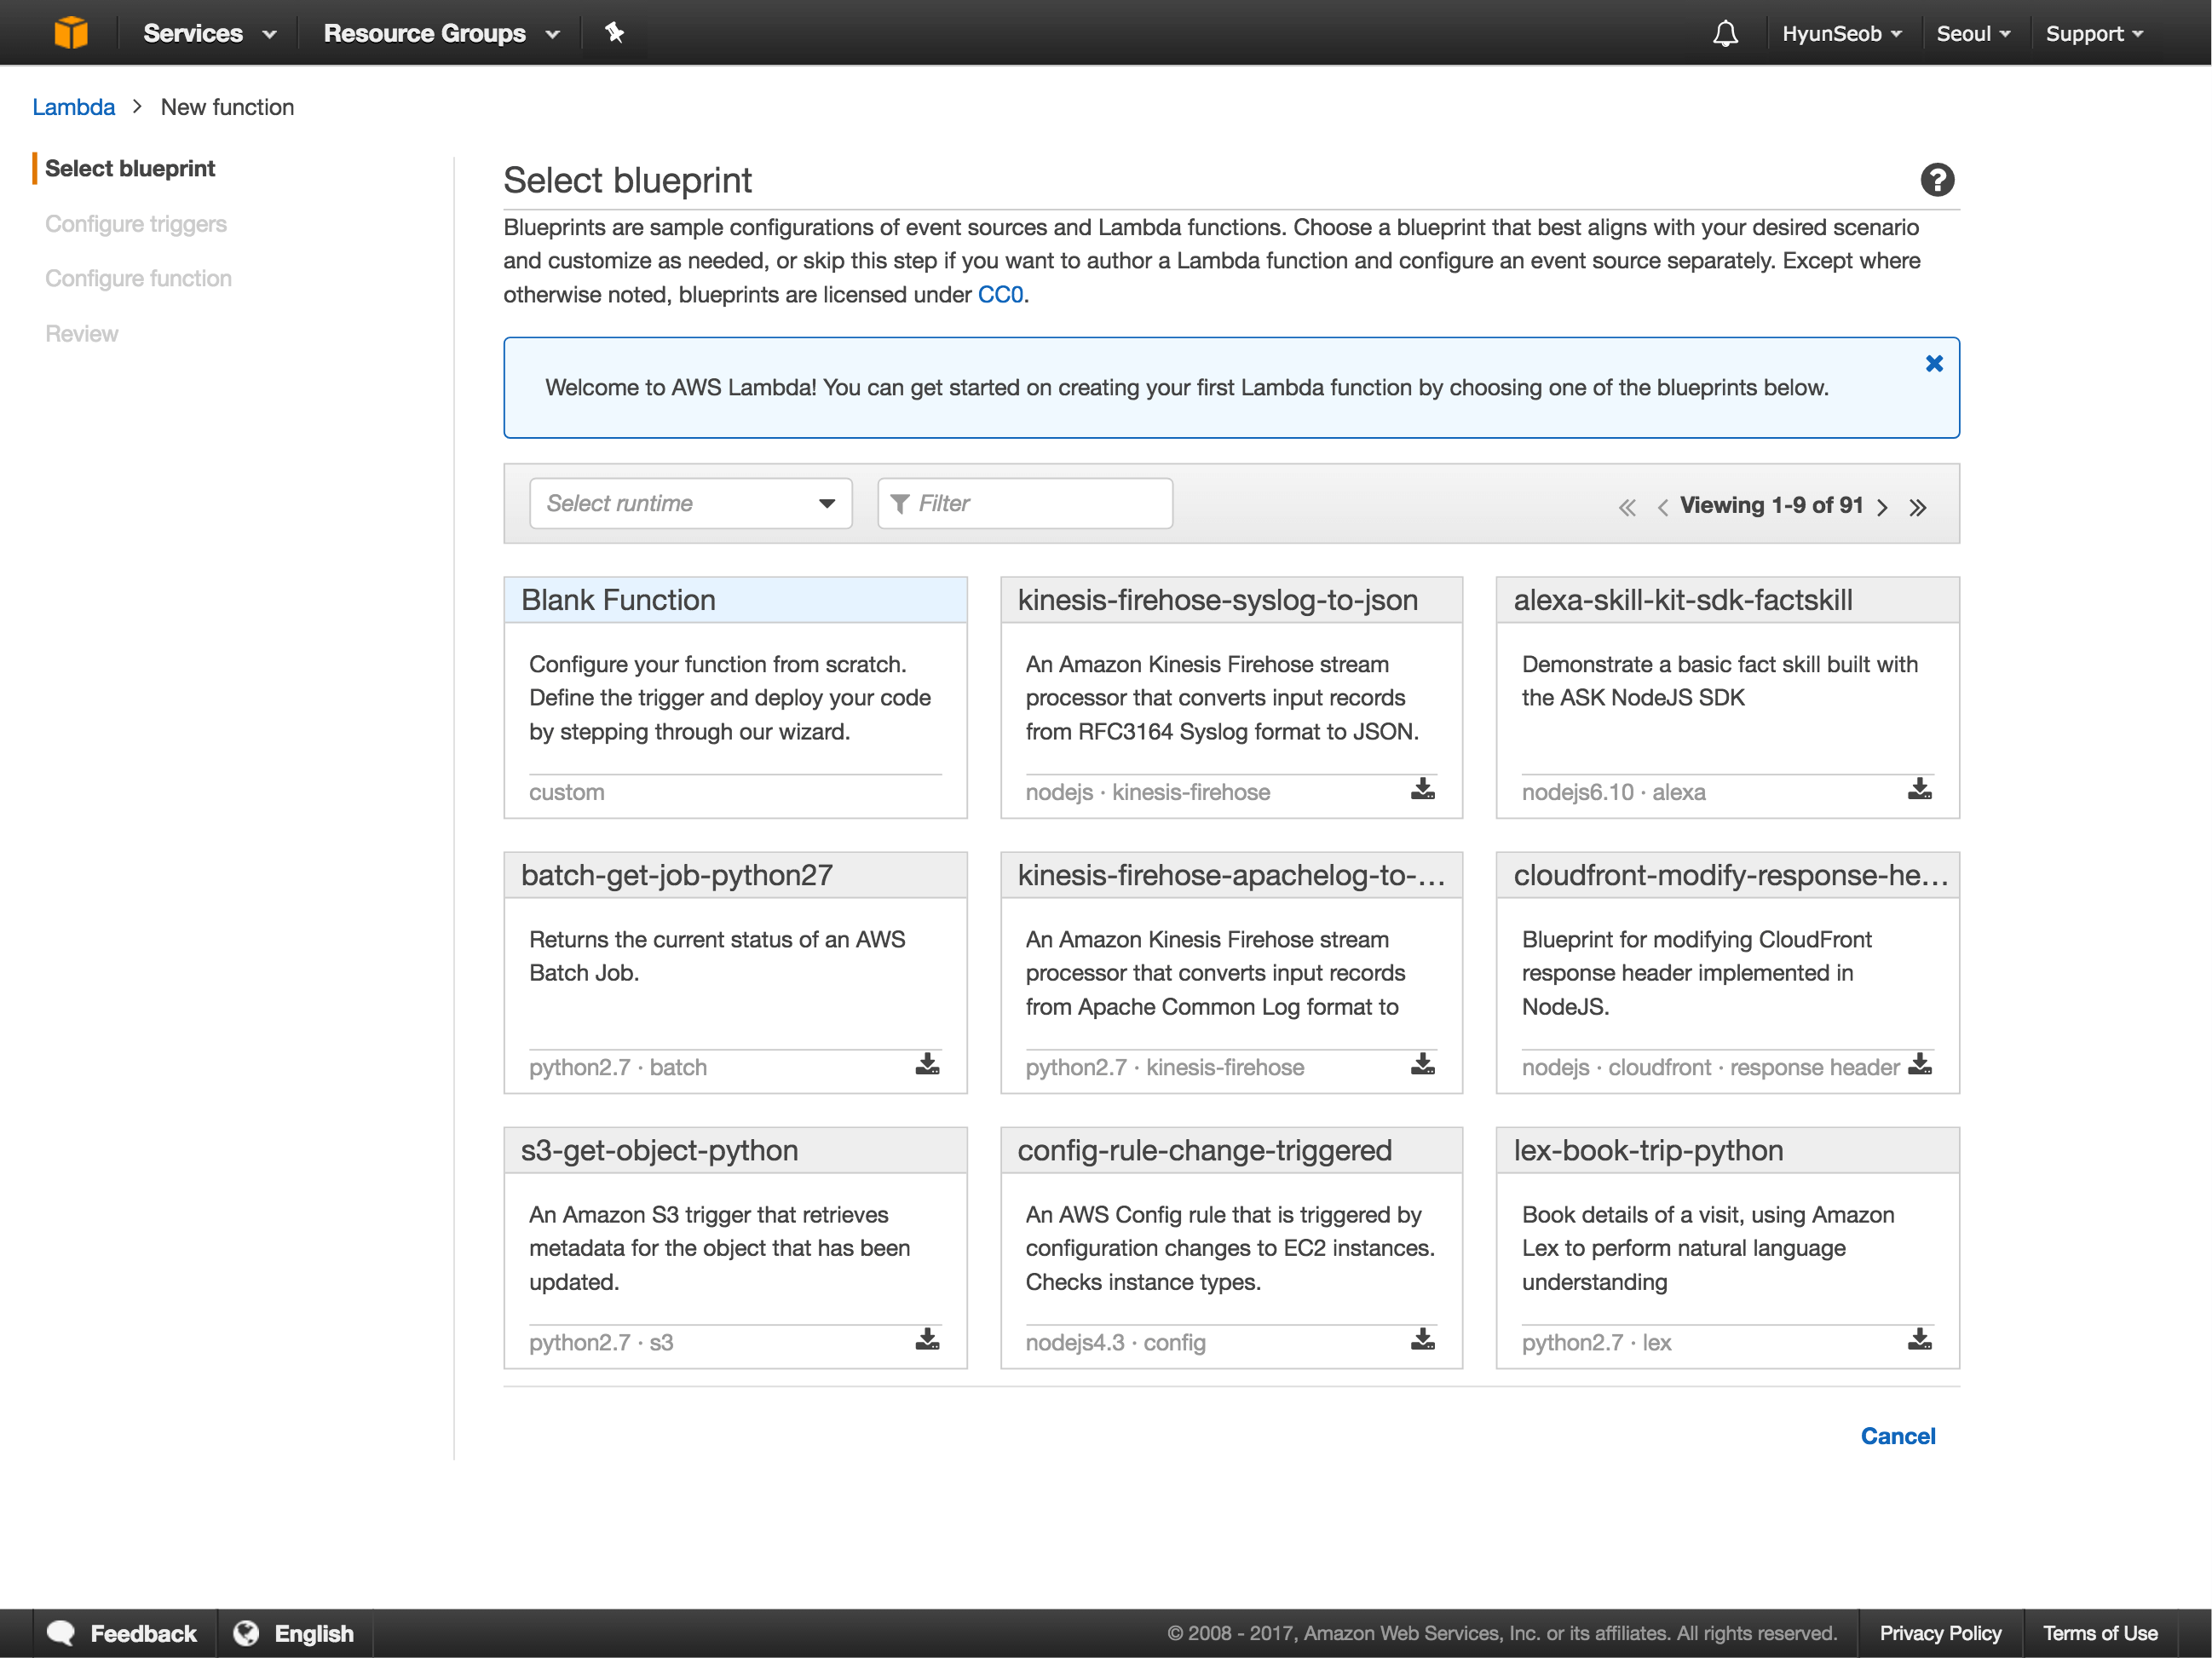 Services
Resource Groups
HyunSeob
Seoul
Support
Lambda > New function
Select blueprint
Configure triggers
Configure function
Review
Select blueprint
Blueprints are sample configurations of event sources and Lambda functions. Choose a blueprint that best aligns with your desired scenario
and customize as needed, or skip this step if you want to author a Lambda function and configure an event source separately. Except where
otherwise noted, blueprints are licensed under CC0.
Welcome to AWS Lambda! You can get started on creating your first Lambda function by choosing one of the blueprints below.
Select runtime
Filter
« < Viewing 1-9 of 91 > »
Blank Function
Configure your function from scratch.
Define the trigger and deploy your code
by stepping through our wizard.
custom
kinesis-firehose-syslog-to-json
An Amazon Kinesis Firehose stream
processor that converts input records
from RFC3164 Syslog format to JSON.
nodejs · kinesis-firehose
alexa-skill-kit-sdk-factskill
Demonstrate a basic fact skill built with
the ASK NodeJS SDK
nodejs6.10 · alexa
batch-get-job-python27
Returns the current status of an AWS
Batch Job.
python2.7 · batch
kinesis-firehose-apachelog-to-...
An Amazon Kinesis Firehose stream
processor that converts input records
from Apache Common Log format to
python2.7 · kinesis-firehose
cloudfront-modify-response-he...
Blueprint for modifying CloudFront
response header implemented in
NodeJS.
nodejs · cloudfront · response header
s3-get-object-python
An Amazon S3 trigger that retrieves
metadata for the object that has been
updated.
python2.7 · s3
config-rule-change-triggered
An AWS Config rule that is triggered by
configuration changes to EC2 instances.
Checks instance types.
nodejs4.3 · config
lex-book-trip-python
Book details of a visit, using Amazon
Lex to perform natural language
understanding
python2.7 · lex
Cancel
Feedback
English
© 2008 - 2017, Amazon Web Services, Inc. or its affiliates. All rights reserved.
Privacy Policy
Terms of Use